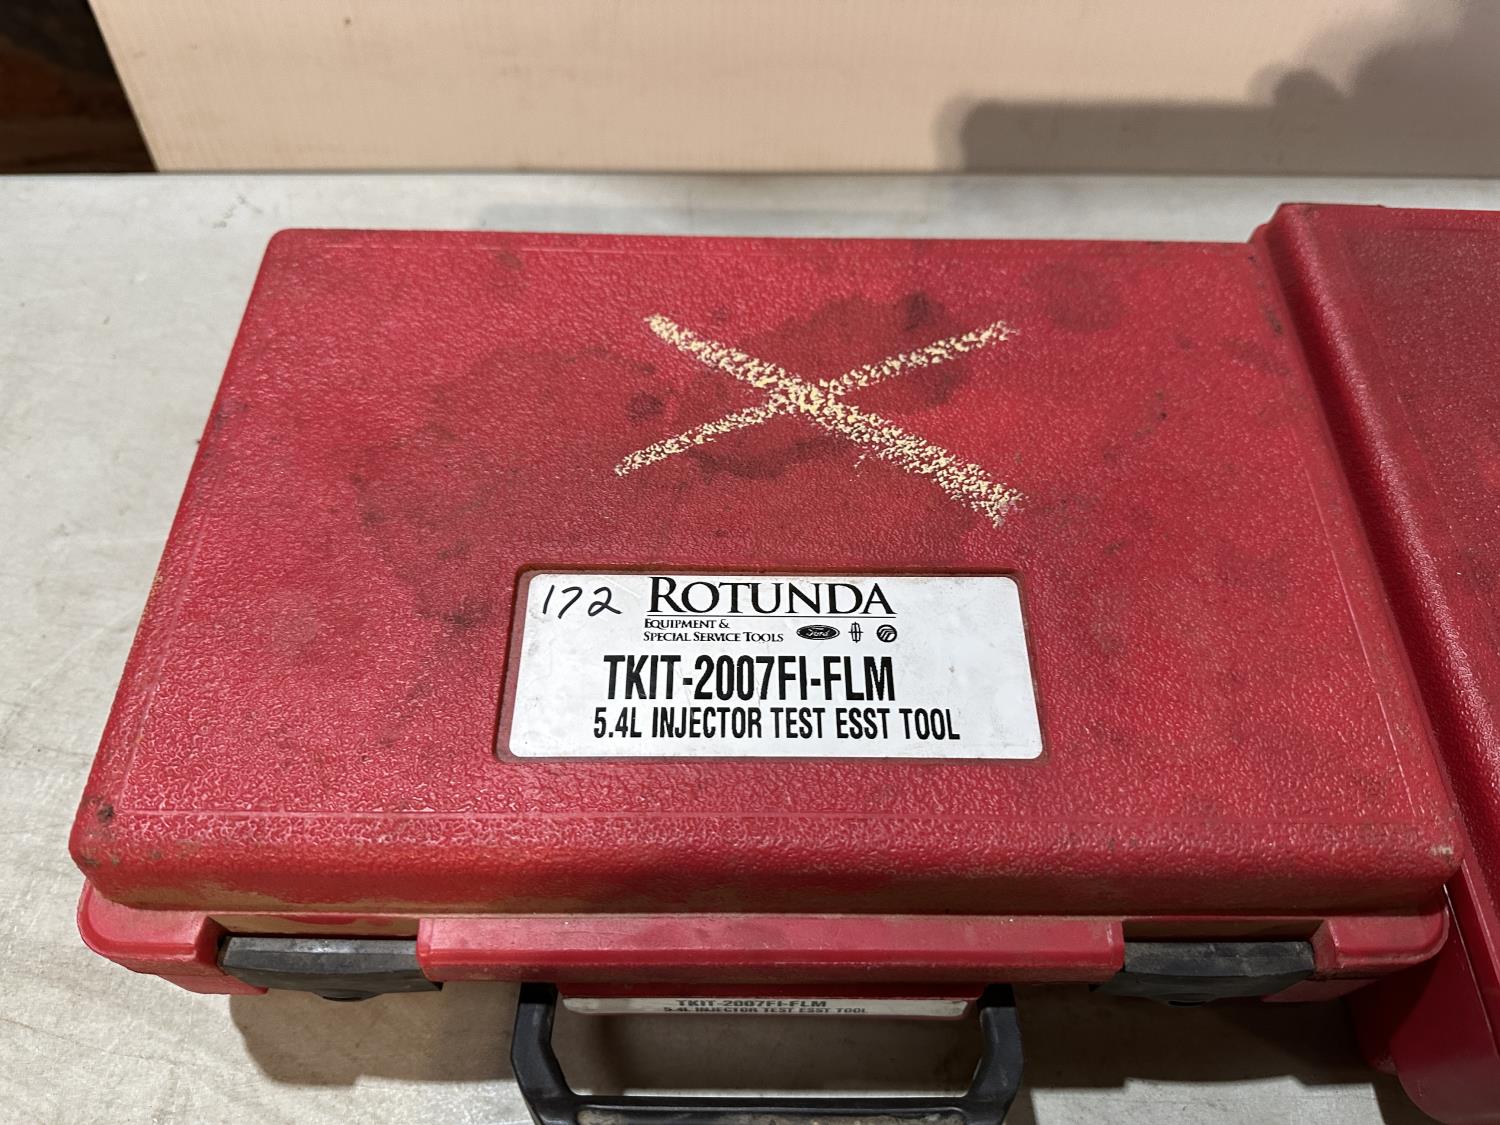 172
ROTUNDA
EQUIPMENT &
SPECIAL SERVICE TOOLS
Ford
TKIT-2007FI-FLM
5.4L INJECTOR TEST ESST TOOL
TKIT-2007FI-FLM
5.4L INJECTOR TEST ESST TOOL